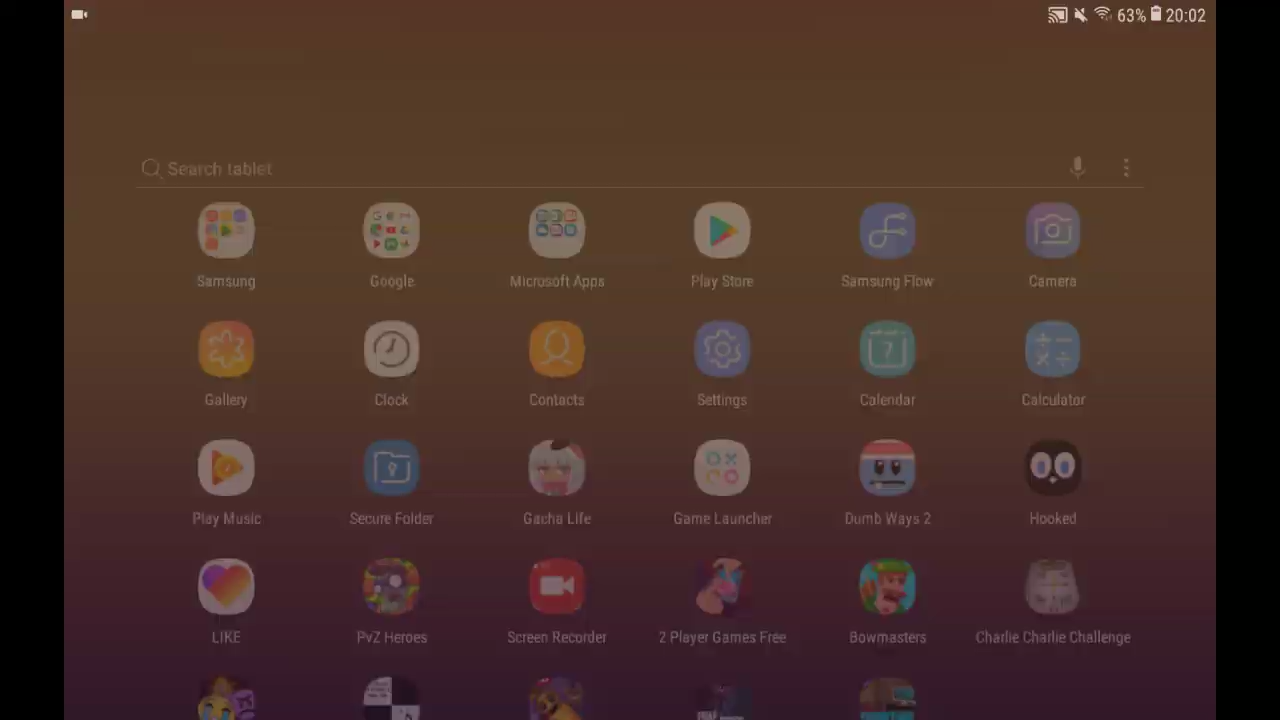 63% 20:02
Search tablet
Samsung Google Microsoft Apps Play Store Samsung Flow Camera
7
Gallery Clock Contacts Settings Calendar Calculator
Play Music Secure Folder Gacha Life Game Launcher Dumb Ways 2 Hooked
LIKE PvZ Heroes Screen Recorder 2 Player Games Free Bowmasters Charlie Charlie Challenge